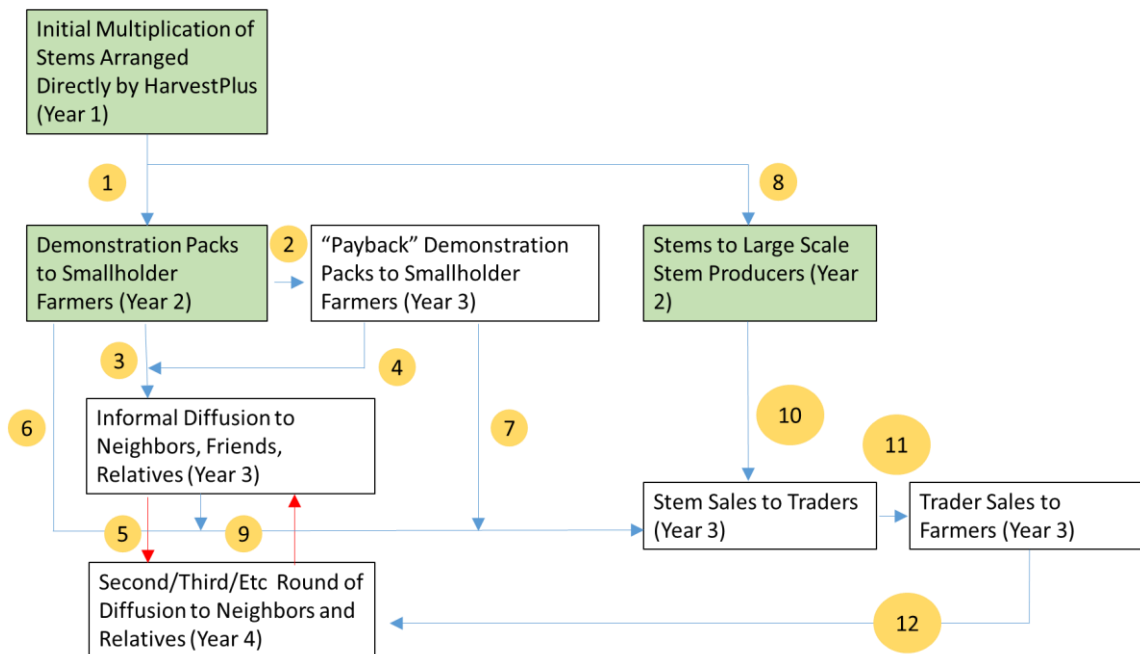 Initial Multiplication of
Stems Arranged
Directly by HarvestPlus
(Year 1)
1
8
Demonstration Packs
to Smallholder
Farmers (Year 2)
2
“Payback” Demonstration
Packs to Smallholder
Farmers (Year 3)
Stems to Large Scale
Stem Producers (Year
2)
3
4
6
Informal Diffusion to
Neighbors, Friends,
Relatives (Year 3)
7
10
11
Stem Sales to Traders
(Year 3)
Trader Sales to
Farmers (Year 3)
5
9
Second/Third/Etc Round of
Diffusion to Neighbors and
Relatives (Year 4)
12